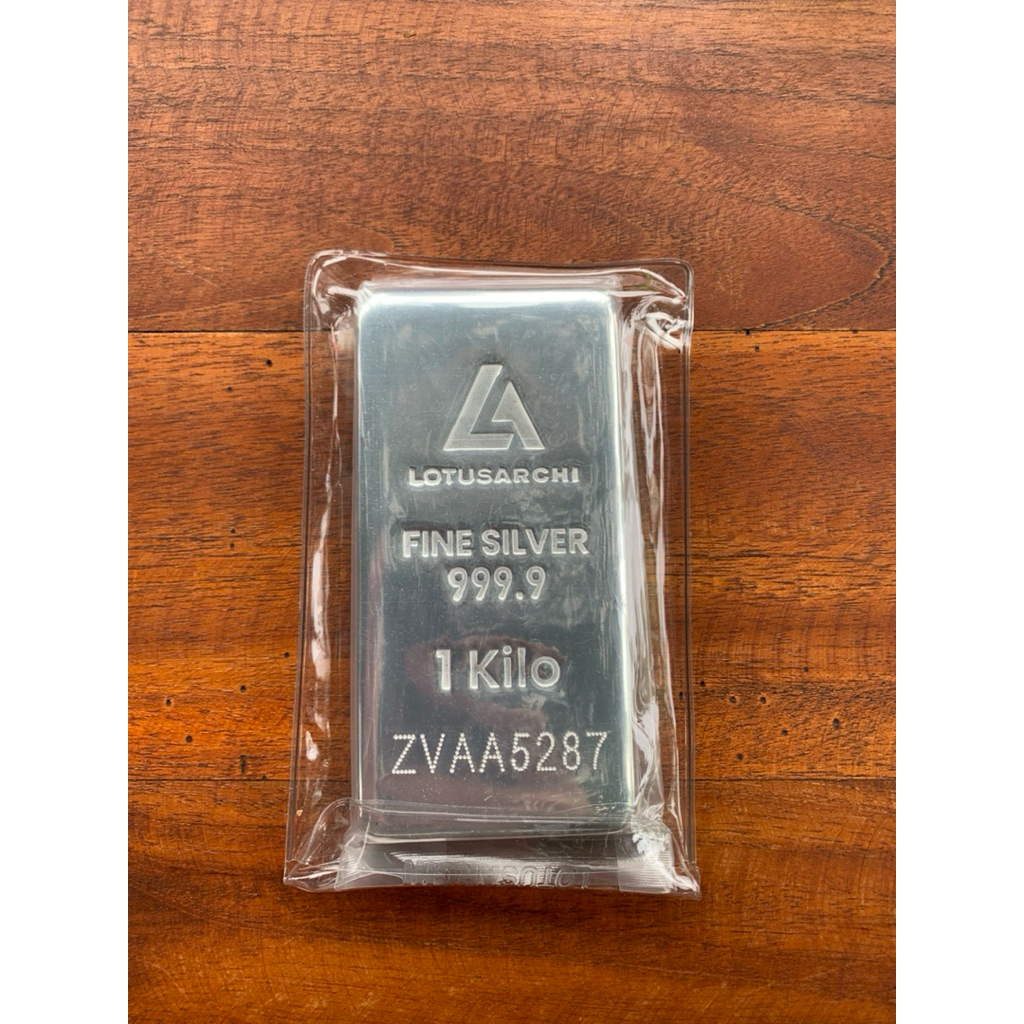 LOTUSARCHI
FINE SILVER
999.9
1 Kilo
ZVAA5287